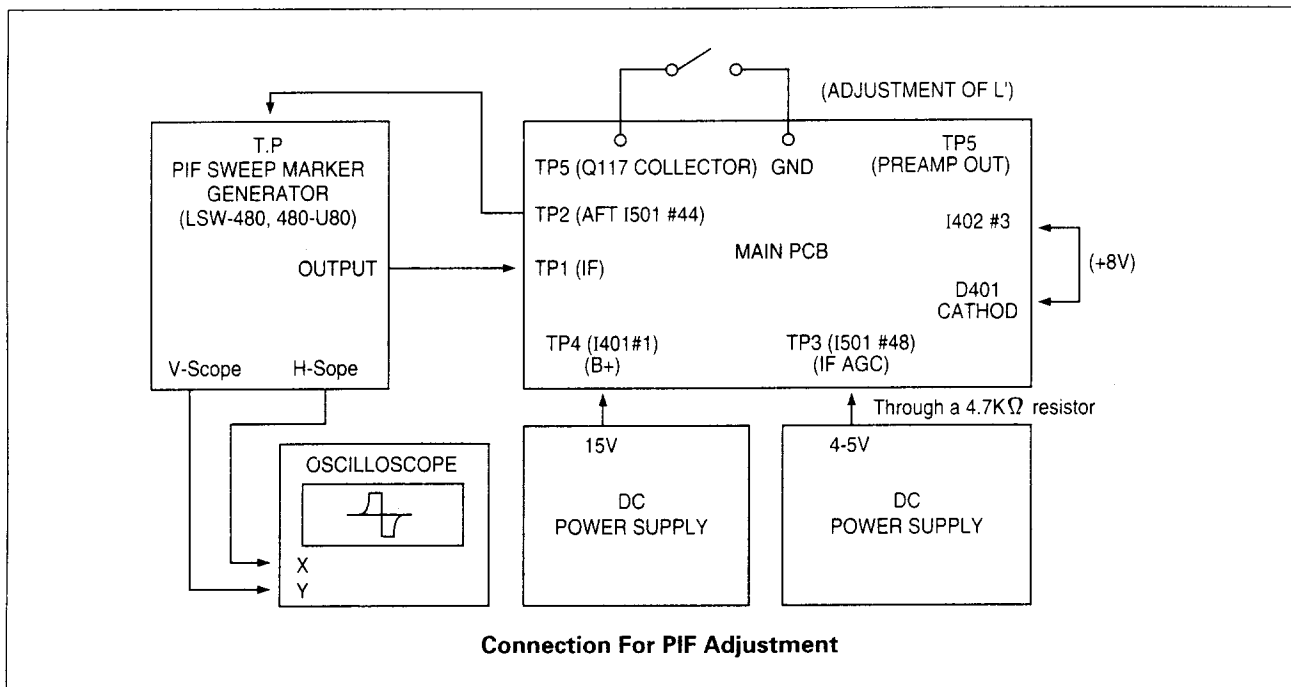 (ADJUSTMENT OF L')
T.P
PIF SWEEP MARKER
GENERATOR
(LSW-480, 480-U80)
OUTPUT
V-Scope
H-Sope
TP5 (Q117 COLLECTOR)
GND
TP5
(PREAMP OUT)
TP2 (AFT I501 #44)
I402 #3
MAIN PCB
TP1 (IF)
(+8V)
D401
CATHOD
TP4 (I401#1)
(B+)
TP3 (I501 #48)
(IF AGC)
Through a 4.7KΩ resistor
OSCILLOSCOPE
X
Y
15V
DC
POWER SUPPLY
4-5V
DC
POWER SUPPLY
Connection For PIF Adjustment